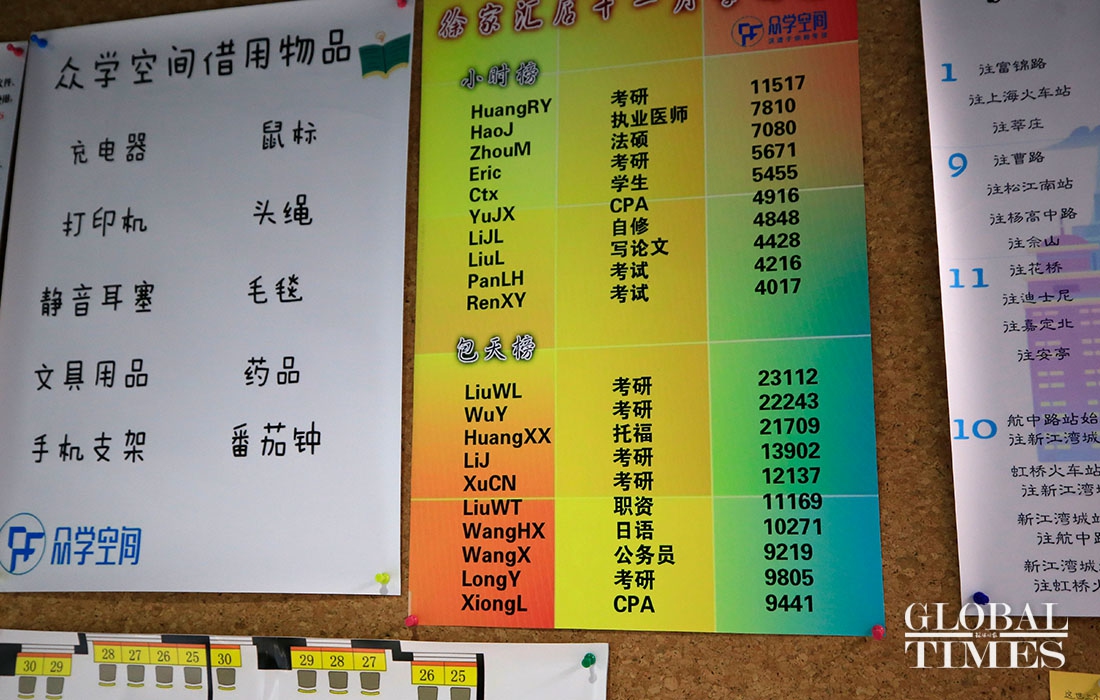 众学空间借用物品
充电器 鼠标
打印机 头绳
静音耳塞 毛毯
文具用品 药品
手机支架 番茄钟
众学空间
徐家汇店十二月
众学空间
小时榜
HuangRY 考研 11517
HaoJ 执业医师 7810
ZhouM 法硕 7080
Eric 考研 5671
Ctx 学生 5455
YuJX CPA 4916
LiJL 自修 4848
LiuL 写论文 4428
PanLH 考试 4216
RenXY 考试 4017
包天榜
LiuWL 考研 23112
WuY 考研 22243
HuangXX 托福 21709
LiJ 考研 13902
XuCN 考研 12137
LiuWT 职资 11169
WangHX 日语 10271
WangX 公务员 9219
LongY 考研 9805
XiongL CPA 9441
1 往富锦路
往上海火车站
往莘庄
9 往曹路
往松江南站
往杨高中路
往佘山
11 往花桥
往迪士尼
往嘉定北
往安亭
10 航中路站始
往新江湾城
虹桥火车站
往新江湾城
新江湾城站
往航中路
新江湾城
往虹桥火
30 29 28 27 26 25 30 29 28 27 26 25
GLOBAL
TIMES